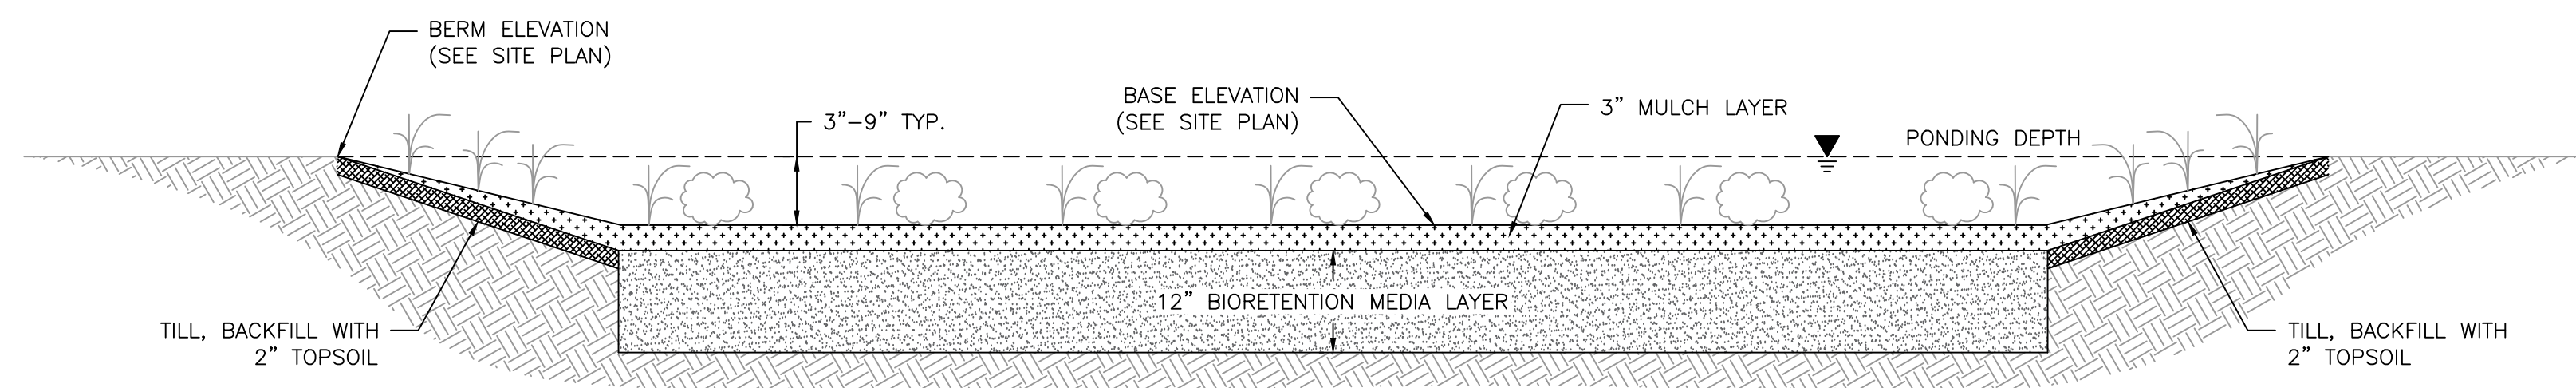 BERM ELEVATION
(SEE SITE PLAN)
3”–9” TYP.
BASE ELEVATION
(SEE SITE PLAN)
3” MULCH LAYER
PONDING DEPTH
12” BIORETENTION MEDIA LAYER
TILL, BACKFILL WITH
2” TOPSOIL
TILL, BACKFILL WITH
2” TOPSOIL